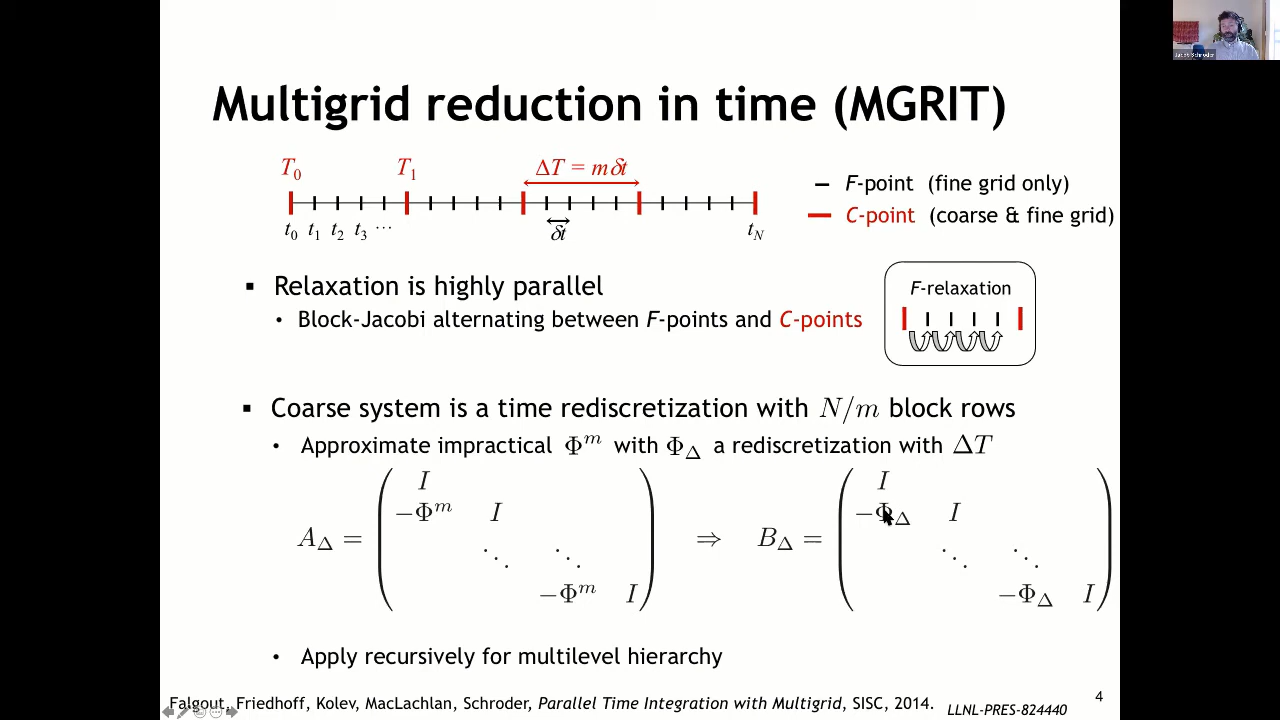 Jacob Schroder
Multigrid reduction in time (MGRIT)
T₀ T₁ ΔT = mδt
t₀ t₁ t₂ t₃ ··· δt t_N
F-point (fine grid only)
C-point (coarse & fine grid)
▪ Relaxation is highly parallel
• Block-Jacobi alternating between F-points and C-points
F-relaxation
▪ Coarse system is a time rediscretization with N/m block rows
• Approximate impractical Φ^m with Φ_Δ a rediscretization with ΔT
I I
−Φ^m I −Φ_Δ I
A_Δ = ⋱ ⋱ ⇒ B_Δ = ⋱ ⋱
−Φ^m I −Φ_Δ I
• Apply recursively for multilevel hierarchy
Falgout, Friedhoff, Kolev, MacLachlan, Schroder, Parallel Time Integration with Multigrid, SISC, 2014.
LLNL-PRES-824440
4